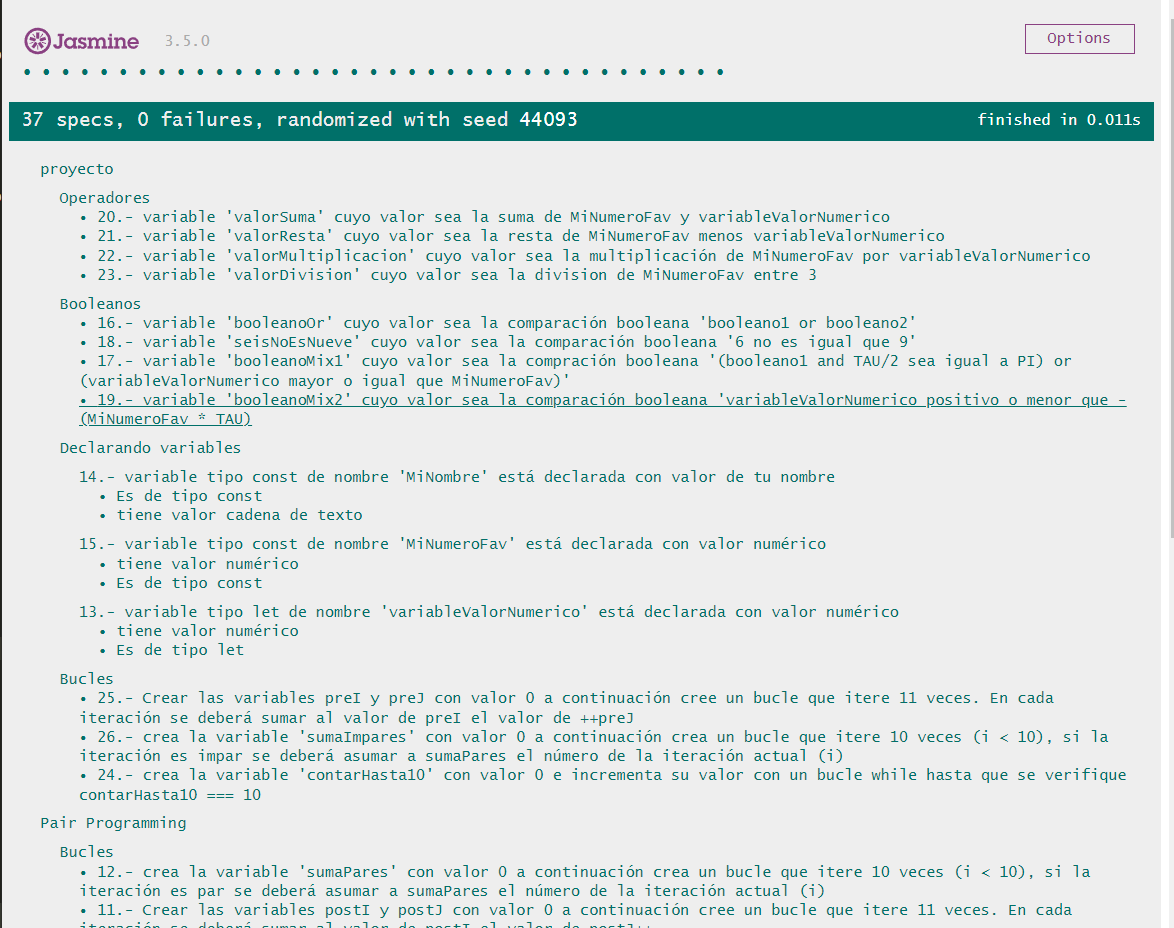 Jasmine 3.5.0 Options
37 specs, 0 failures, randomized with seed 44093 finished in 0.011s
proyecto
Operadores
• 20.- variable 'valorSuma' cuyo valor sea la suma de MiNumeroFav y variableValorNumerico
• 21.- variable 'valorResta' cuyo valor sea la resta de MiNumeroFav menos variableValorNumerico
• 22.- variable 'valorMultiplicacion' cuyo valor sea la multiplicación de MiNumeroFav por variableValorNumerico
• 23.- variable 'valorDivision' cuyo valor sea la division de MiNumeroFav entre 3
Booleanos
• 16.- variable 'booleanoOr' cuyo valor sea la comparación booleana 'booleano1 or booleano2'
• 18.- variable 'seisNoEsNueve' cuyo valor sea la comparación booleana '6 no es igual que 9'
• 17.- variable 'booleanoMix1' cuyo valor sea la compración booleana '(booleano1 and TAU/2 sea igual a PI) or
(variableValorNumerico mayor o igual que MiNumeroFav)'
• 19.- variable 'booleanoMix2' cuyo valor sea la comparación booleana 'variableValorNumerico positivo o menor que -
(MiNumeroFav * TAU)
Declarando variables
14.- variable tipo const de nombre 'MiNombre' está declarada con valor de tu nombre
• Es de tipo const
• tiene valor cadena de texto
15.- variable tipo const de nombre 'MiNumeroFav' está declarada con valor numérico
• tiene valor numérico
• Es de tipo const
13.- variable tipo let de nombre 'variableValorNumerico' está declarada con valor numérico
• tiene valor numérico
• Es de tipo let
Bucles
• 25.- Crear las variables preI y preJ con valor 0 a continuación cree un bucle que itere 11 veces. En cada
iteración se deberá sumar al valor de preI el valor de ++preJ
• 26.- crea la variable 'sumaImpares' con valor 0 a continuación crea un bucle que itere 10 veces (i < 10), si la
iteración es impar se deberá asumar a sumaPares el número de la iteración actual (i)
• 24.- crea la variable 'contarHasta10' con valor 0 e incrementa su valor con un bucle while hasta que se verifique
contarHasta10 === 10
Pair Programming
Bucles
• 12.- crea la variable 'sumaPares' con valor 0 a continuación crea un bucle que itere 10 veces (i < 10), si la
iteración es par se deberá asumar a sumaPares el número de la iteración actual (i)
• 11.- Crear las variables postI y postJ con valor 0 a continuación cree un bucle que itere 11 veces. En cada
iteración se deberá sumar al valor de postI el valor de postJ++